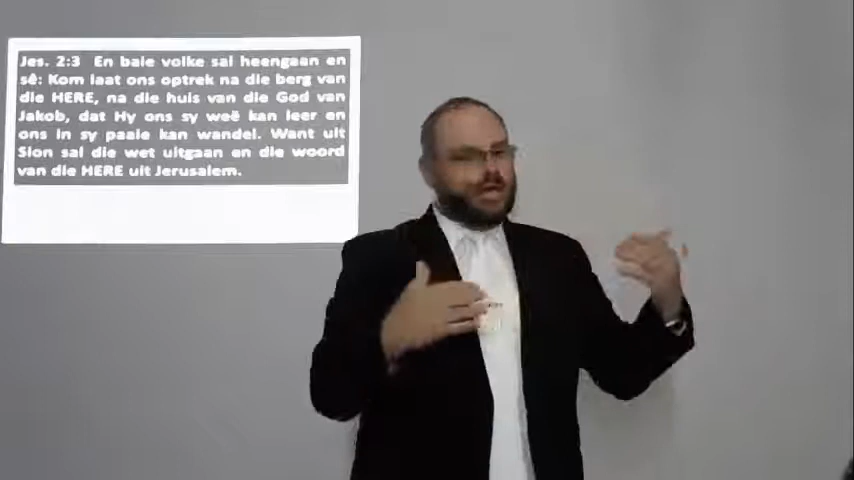 Jes. 2:3 En baie volke sal heengaan en
sê: Kom laat ons optrek na die berg van
die HERE, na die huis van die God van
Jakob, dat Hy ons sy weë kan leer en
ons in sy paaie kan wandel. Want uit
Sion sal die wet uitgaan en die woord
van die HERE uit Jerusalem.